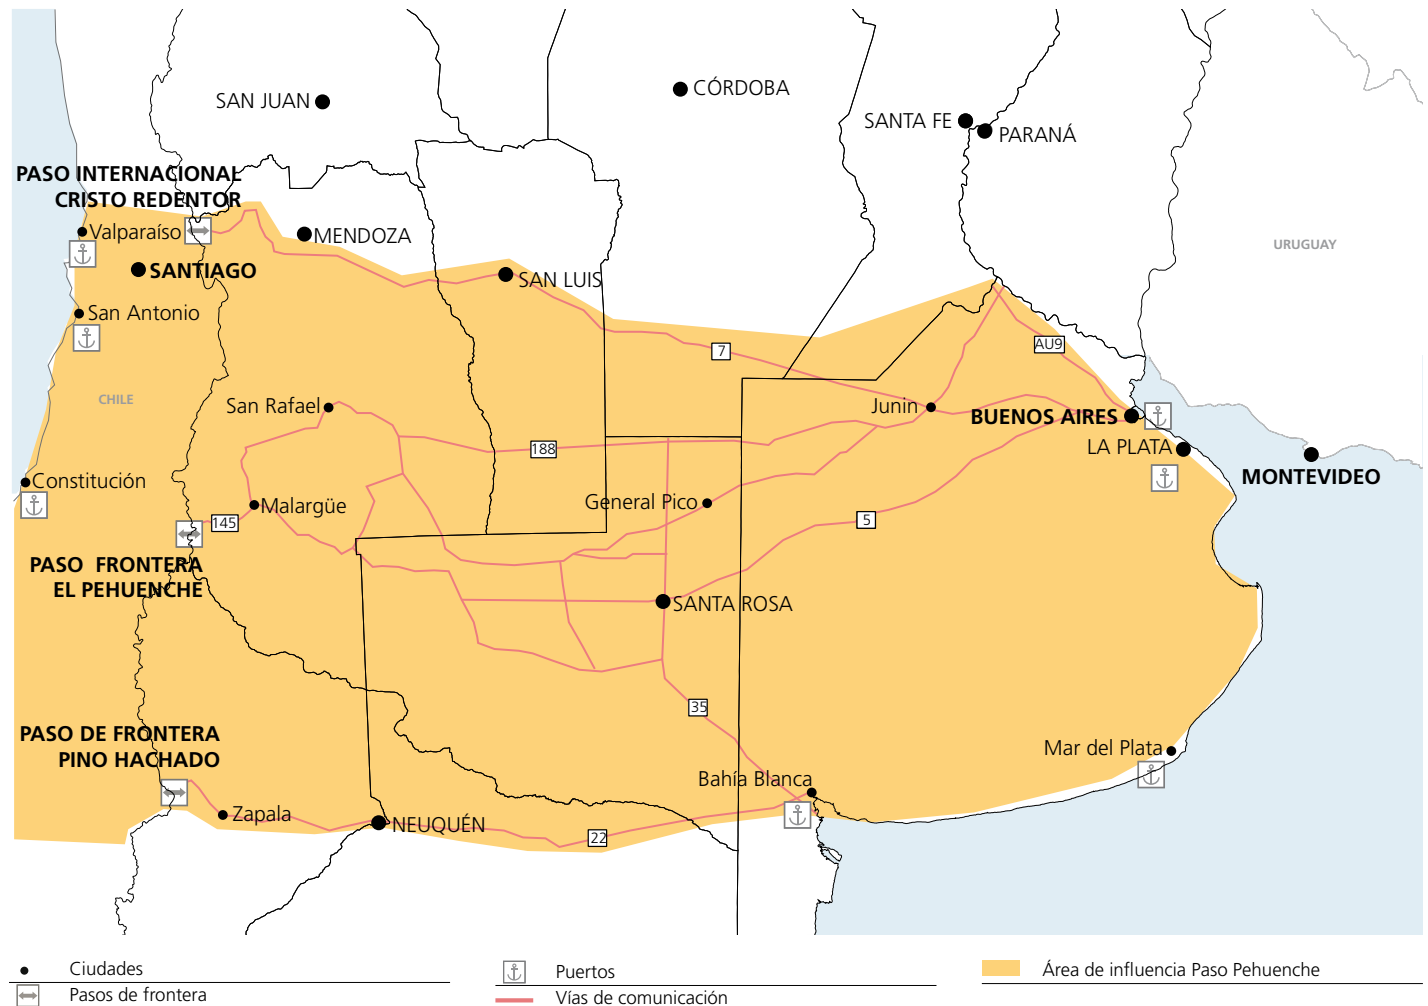 CÓRDOBA
SAN JUAN
SANTA FE
PARANÁ
PASO INTERNACIONAL
CRISTO REDENTOR
Valparaíso
MENDOZA
URUGUAY
SANTIAGO
SAN LUIS
San Antonio
7
AU9
CHILE
San Rafael
Junin
BUENOS AIRES
188
LA PLATA
MONTEVIDEO
Constitución
Malargüe
General Pico
145
5
PASO FRONTERA
EL PEHUENCHE
SANTA ROSA
35
PASO DE FRONTERA
PINO HACHADO
Mar del Plata
Bahía Blanca
Zapala
NEUQUÉN
22
Ciudades
Puertos
Área de influencia Paso Pehuenche
Pasos de frontera
Vías de comunicación